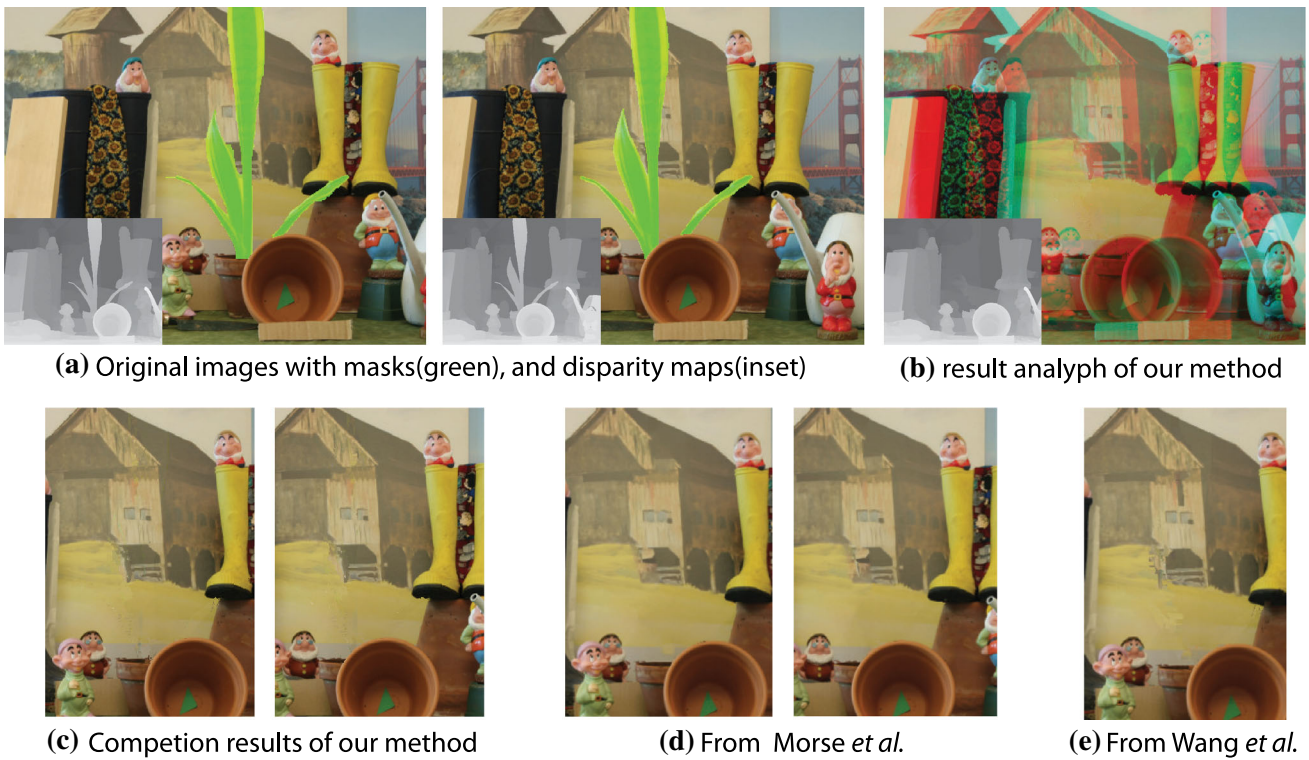 (a) Original images with masks(green), and disparity maps(inset)
(b) result analyph of our method
(c) Competion results of our method
(d) From Morse et al.
(e) From Wang et al.